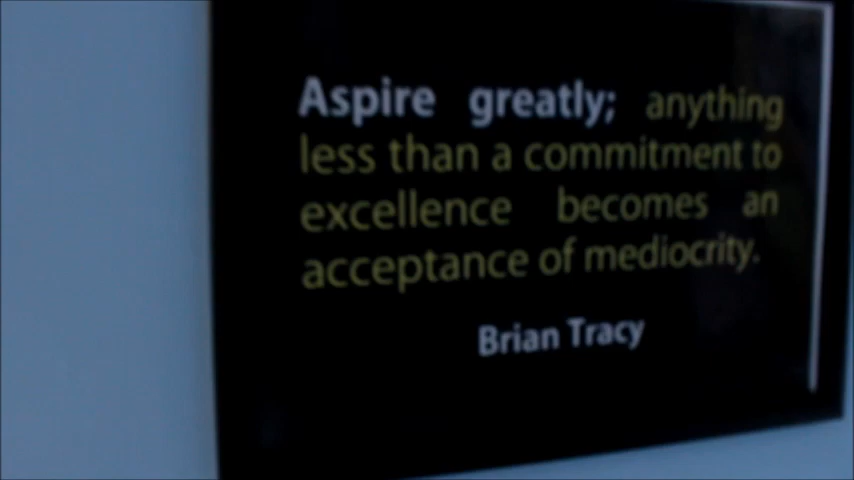 Aspire greatly; anything
less than a commitment to
excellence becomes an
acceptance of mediocrity.
Brian Tracy